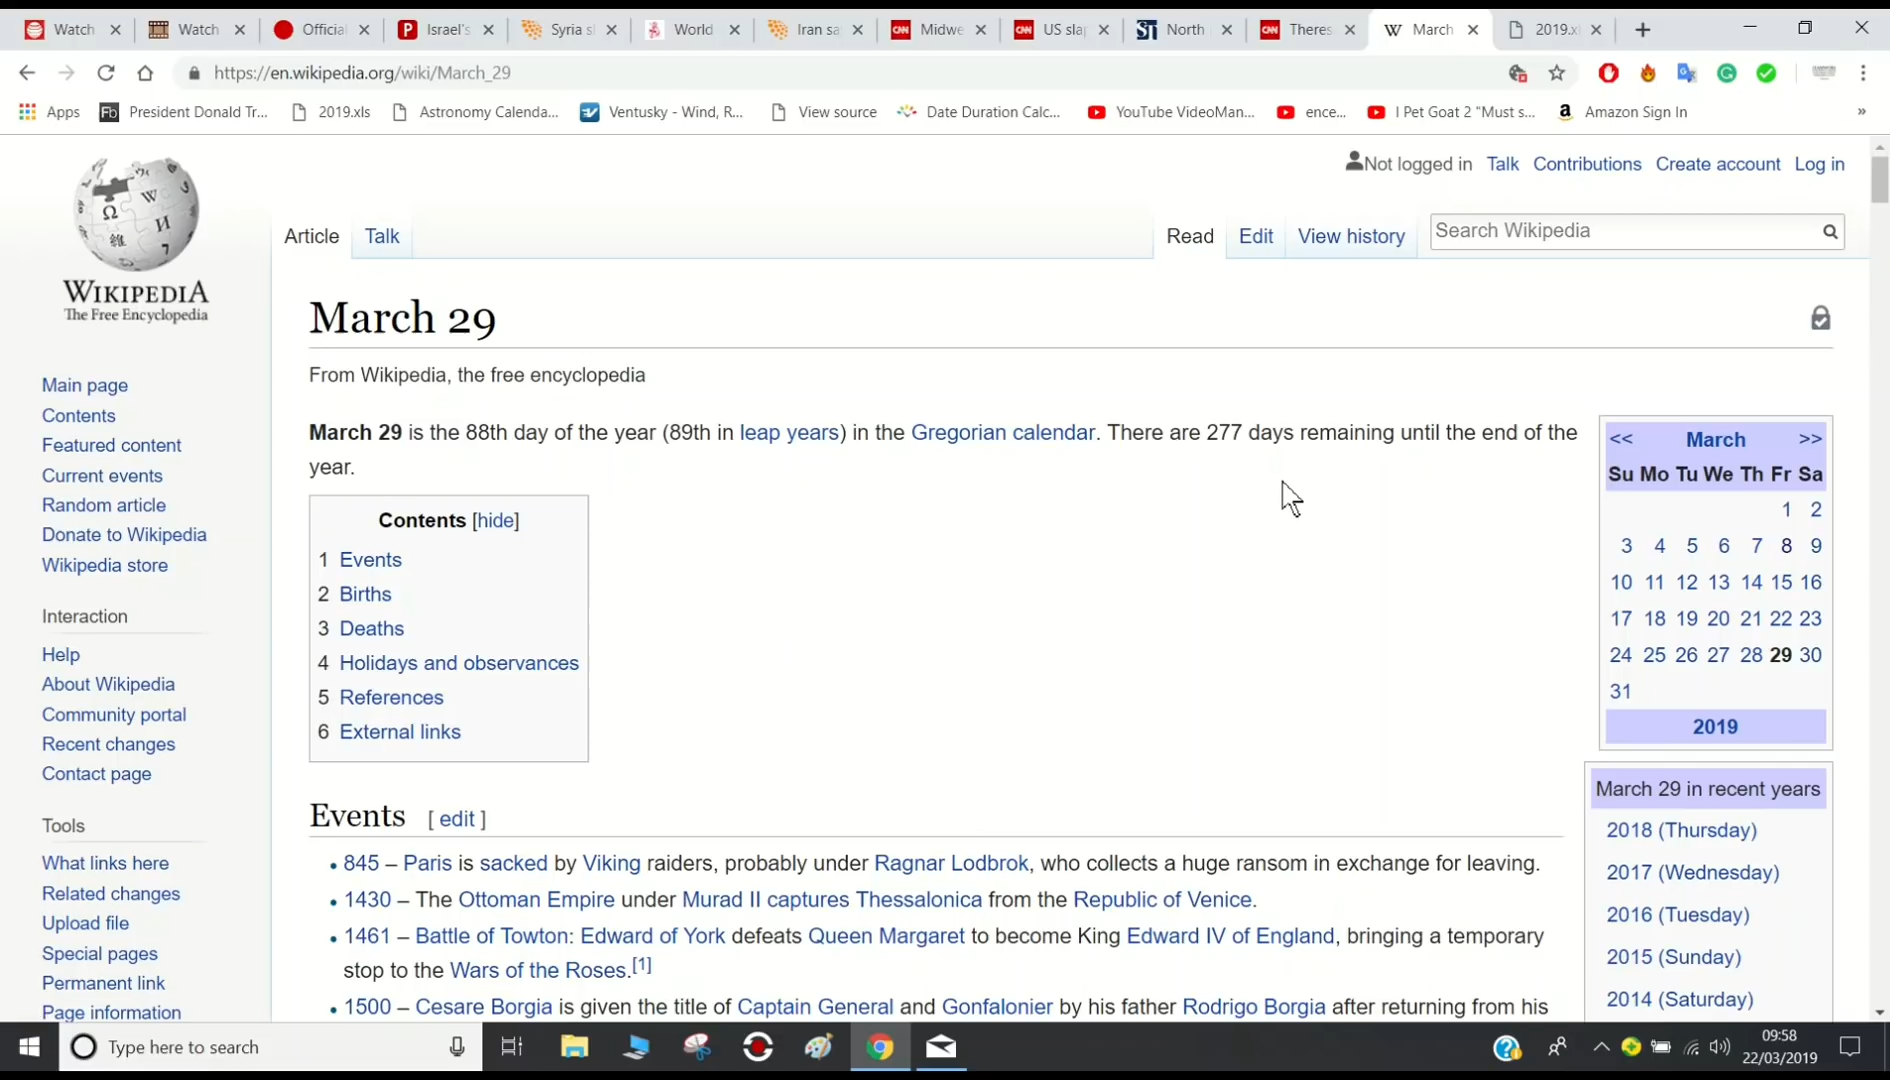 Watch
Watch
Official
Israel's
Syria sl
World
Iran sa
Midwe
US slap
North
Theres
March
2019.xl
https://en.wikipedia.org/wiki/March_29
Apps
President Donald Tr...
2019.xls
Astronomy Calenda...
Ventusky - Wind, R...
View source
Date Duration Calc...
YouTube VideoMan...
ence...
I Pet Goat 2 "Must s...
Amazon Sign In
»
Not logged in Talk Contributions Create account Log in
WIKIPEDIA
The Free Encyclopedia
Article Talk Read Edit View history Search Wikipedia
March 29
From Wikipedia, the free encyclopedia
March 29 is the 88th day of the year (89th in leap years) in the Gregorian calendar. There are 277 days remaining until the end of the
year.
Contents [hide]
1 Events
2 Births
3 Deaths
4 Holidays and observances
5 References
6 External links
Events [ edit ]
• 845 – Paris is sacked by Viking raiders, probably under Ragnar Lodbrok, who collects a huge ransom in exchange for leaving.
• 1430 – The Ottoman Empire under Murad II captures Thessalonica from the Republic of Venice.
• 1461 – Battle of Towton: Edward of York defeats Queen Margaret to become King Edward IV of England, bringing a temporary
stop to the Wars of the Roses.[1]
• 1500 – Cesare Borgia is given the title of Captain General and Gonfalonier by his father Rodrigo Borgia after returning from his
<< March >>
Su Mo Tu We Th Fr Sa
1 2
3 4 5 6 7 8 9
10 11 12 13 14 15 16
17 18 19 20 21 22 23
24 25 26 27 28 29 30
31
2019
March 29 in recent years
2018 (Thursday)
2017 (Wednesday)
2016 (Tuesday)
2015 (Sunday)
2014 (Saturday)
Main page
Contents
Featured content
Current events
Random article
Donate to Wikipedia
Wikipedia store
Interaction
Help
About Wikipedia
Community portal
Recent changes
Contact page
Tools
What links here
Related changes
Upload file
Special pages
Permanent link
Page information
Type here to search
09:58
22/03/2019